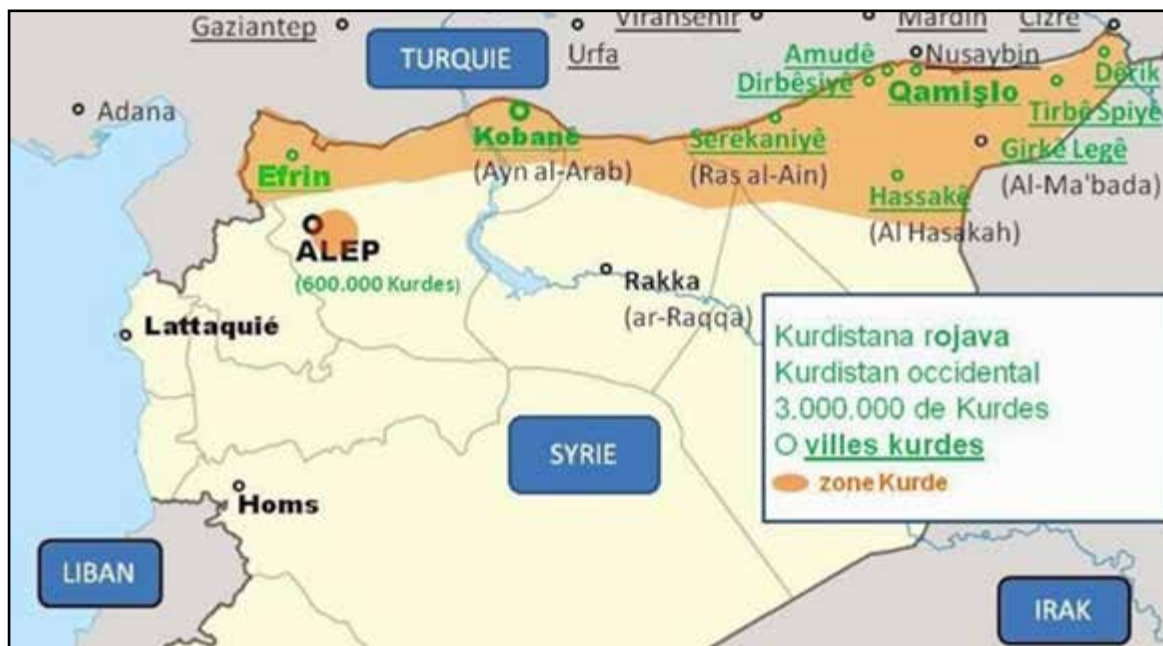 Gaziantep
Viranşehir
Mardin
Cizre
TURQUIE
Urfa
Amudê
Nusaybin
Dirbêsiyê
Dêrik
Adana
Qamişlo
Tirbê Spiyê
Kobanê
Serêkaniyê
Girkê Legê
Efrin
(Ayn al-Arab)
(Ras al-Ain)
(Al-Ma'bada)
Hassakê
(Al Hasakah)
ALEP
(600.000 Kurdes)
Rakka
(ar-Raqqa)
Lattaquié
Kurdistana rojava
Kurdistan occidental
3.000.000 de Kurdes
villes kurdes
zone Kurde
SYRIE
Homs
LIBAN
IRAK